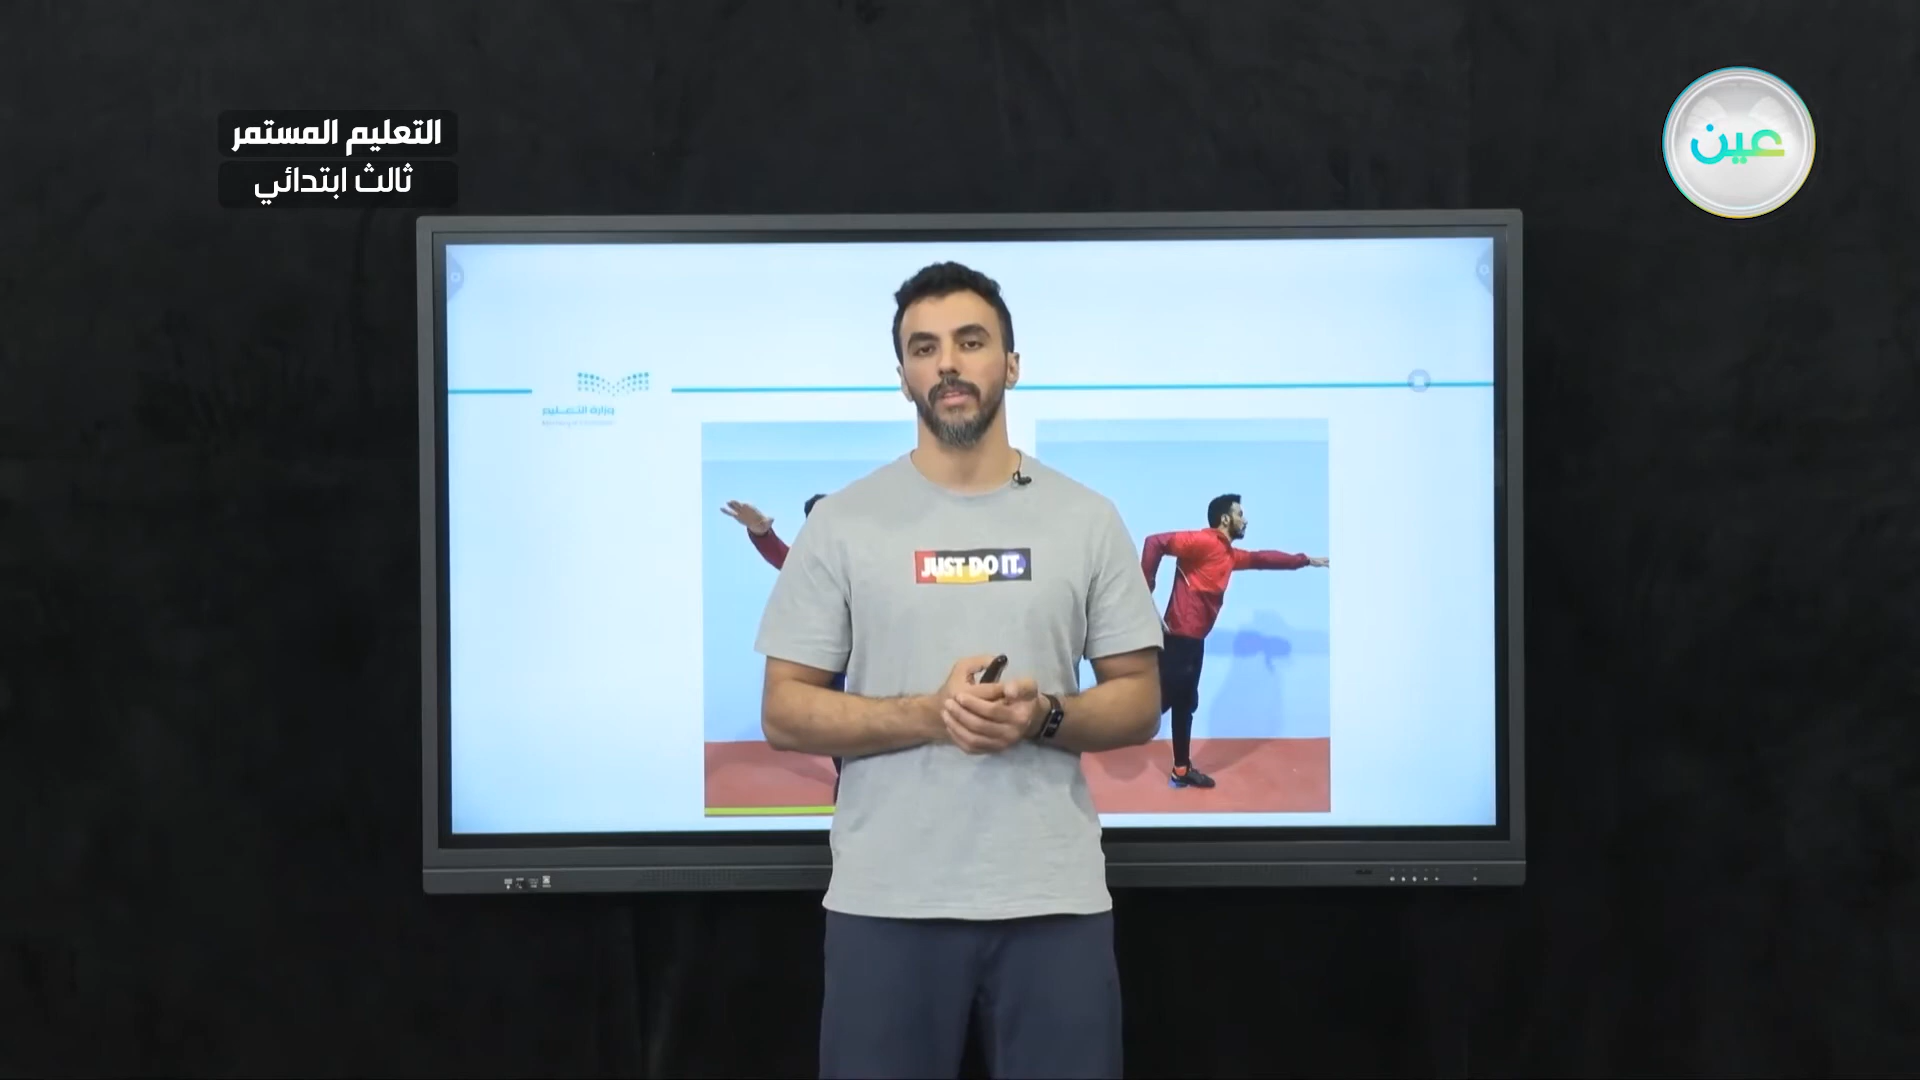 التعليم المستمر
ثالث ابتدائي
عين
وزارة التعليم
JUST DO IT.